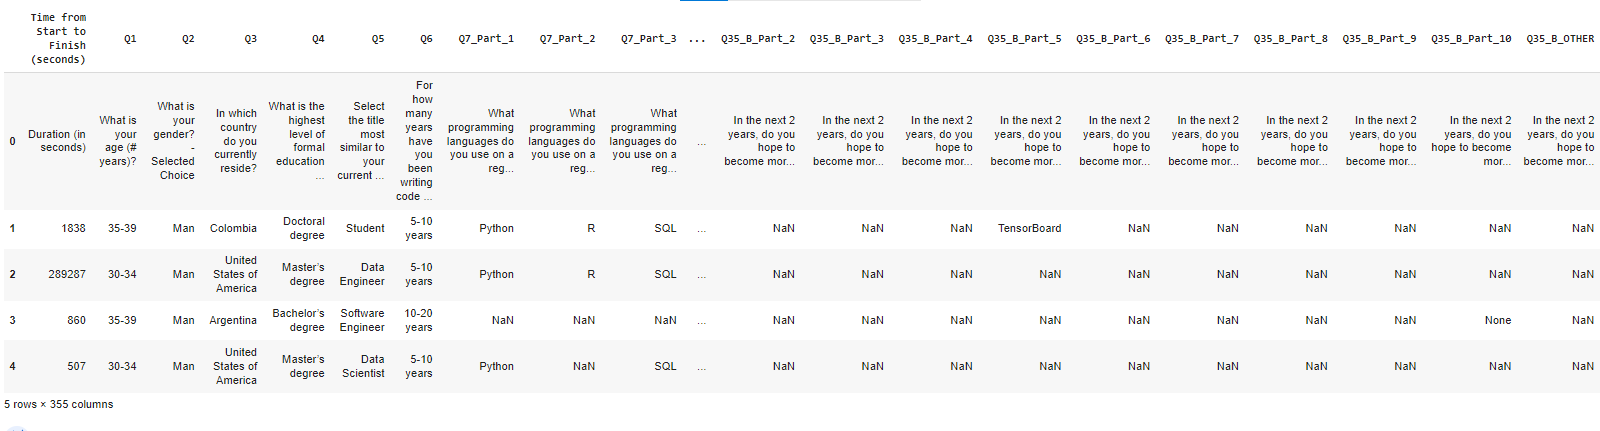 Time from Start to Finish (seconds) Q1 Q2 Q3 Q4 Q5 Q6 Q7_Part_1 Q7_Part_2 Q7_Part_3 ... Q35_B_Part_2 Q35_B_Part_3 Q35_B_Part_4 Q35_B_Part_5 Q35_B_Part_6 Q35_B_Part_7 Q35_B_Part_8 Q35_B_Part_9 Q35_B_Part_10 Q35_B_OTHER
0 Duration (in seconds) What is your age (# years)? What is your gender? - Selected Choice In which country do you currently reside? What is the highest level of formal education ... Select the title most similar to your current ... For how many years have you been writing code ... What programming languages do you use on a reg... What programming languages do you use on a reg... What programming languages do you use on a reg... ... In the next 2 years, do you hope to become mor... In the next 2 years, do you hope to become mor... In the next 2 years, do you hope to become mor... In the next 2 years, do you hope to become mor... In the next 2 years, do you hope to become mor... In the next 2 years, do you hope to become mor... In the next 2 years, do you hope to become mor... In the next 2 years, do you hope to become mor... In the next 2 years, do you hope to become mor... In the next 2 years, do you hope to become mor...
1 1838 35-39 Man Colombia Doctoral degree Student 5-10 years Python R SQL ... NaN NaN NaN TensorBoard NaN NaN NaN NaN NaN NaN
2 289287 30-34 Man United States of America Master's degree Data Engineer 5-10 years Python R SQL ... NaN NaN NaN NaN NaN NaN NaN NaN NaN NaN
3 860 35-39 Man Argentina Bachelor's degree Software Engineer 10-20 years NaN NaN NaN ... NaN NaN NaN NaN NaN NaN NaN NaN None NaN
4 507 30-34 Man United States of America Master's degree Data Scientist 5-10 years Python NaN SQL ... NaN NaN NaN NaN NaN NaN NaN NaN NaN NaN
5 rows × 355 columns